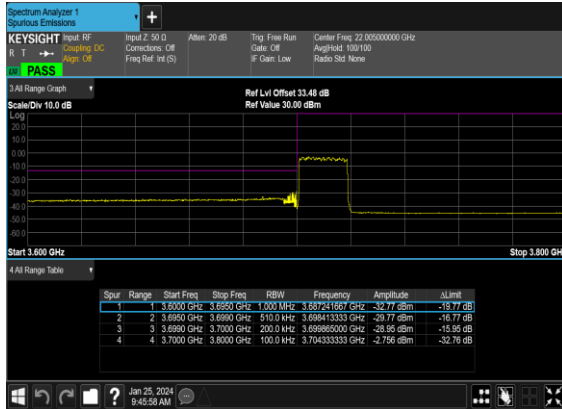 Spectrum Analyzer 1
Spurious Emissions
+
KEYSIGHT Input: RF Input Z: 50 Ω Atten: 20 dB Trig: Free Run Center Freq: 22.005000000 GHz
R T Coupling: DC Corrections: Off Gate: Off Avg|Hold: 100/100
Align: Off Freq Ref: Int (S) IF Gain: Low Radio Std: None
PASS
3 All Range Graph
Ref Lvl Offset 33.48 dB
Scale/Div 10.0 dB Ref Value 30.00 dBm
Log
20.0
10.0
0.00
-10.0
-20.0
-30.0
-40.0
-50.0
-60.0
Start 3.600 GHz Stop 3.800 GH
4 All Range Table
Spur Range Start Freq Stop Freq RBW Frequency Amplitude ΔLimit
1 1 3.6000 GHz 3.6950 GHz 1.000 MHz 3.687241667 GHz -32.77 dBm -19.77 dB
2 2 3.6950 GHz 3.6990 GHz 510.0 kHz 3.698413333 GHz -29.77 dBm -16.77 dB
3 3 3.6990 GHz 3.7000 GHz 200.0 kHz 3.699865000 GHz -28.95 dBm -15.95 dB
4 4 3.7000 GHz 3.8000 GHz 100.0 kHz 3.704333333 GHz -2.756 dBm -32.76 dB
? Jan 25, 2024
9:45:58 AM